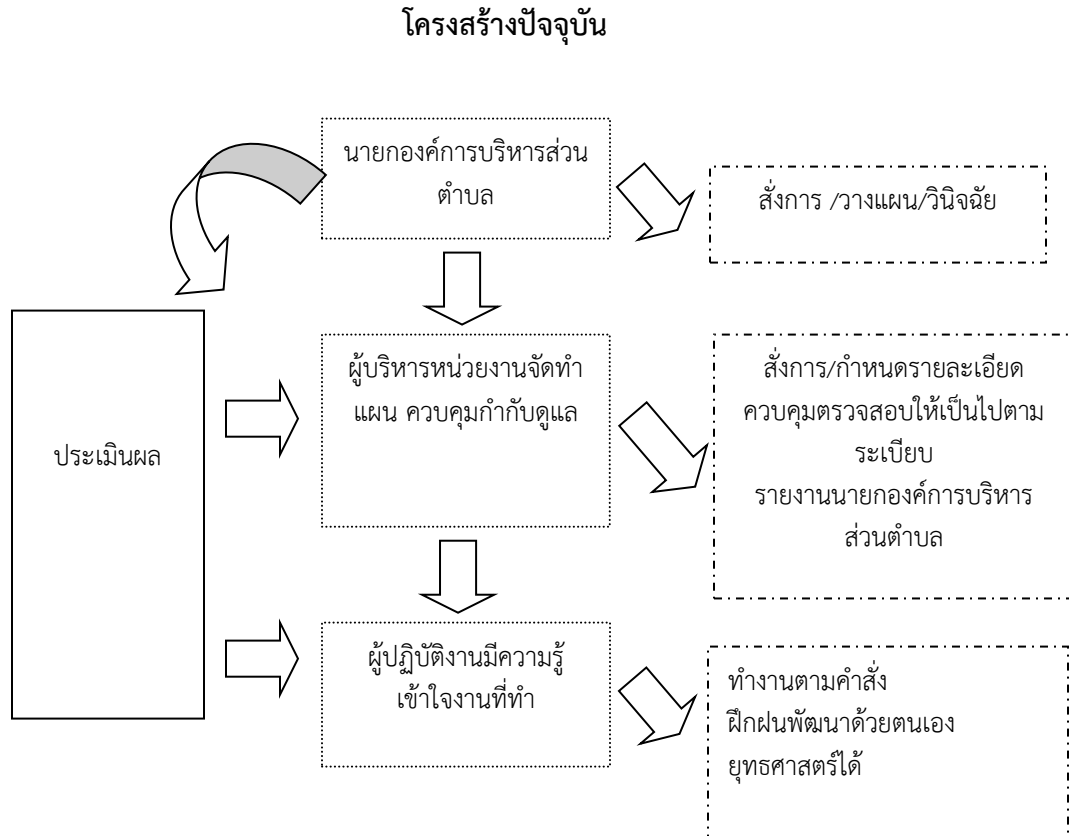 โครงสร้างปัจจุบัน
นายกองค์การบริหารส่วน
ตำบล
สั่งการ /วางแผน/วินิจฉัย
ผู้บริหารหน่วยงานจัดทำ
แผน ควบคุมกำกับดูแล
สั่งการ/กำหนดรายละเอียด
ควบคุมตรวจสอบให้เป็นไปตาม
ระเบียบ
รายงานนายกองค์การบริหาร
ส่วนตำบล
ประเมินผล
ผู้ปฏิบัติงานมีความรู้
เข้าใจงานที่ทำ
ทำงานตามคำสั่ง
ฝึกฝนพัฒนาด้วยตนเอง
ยุทธศาสตร์ได้